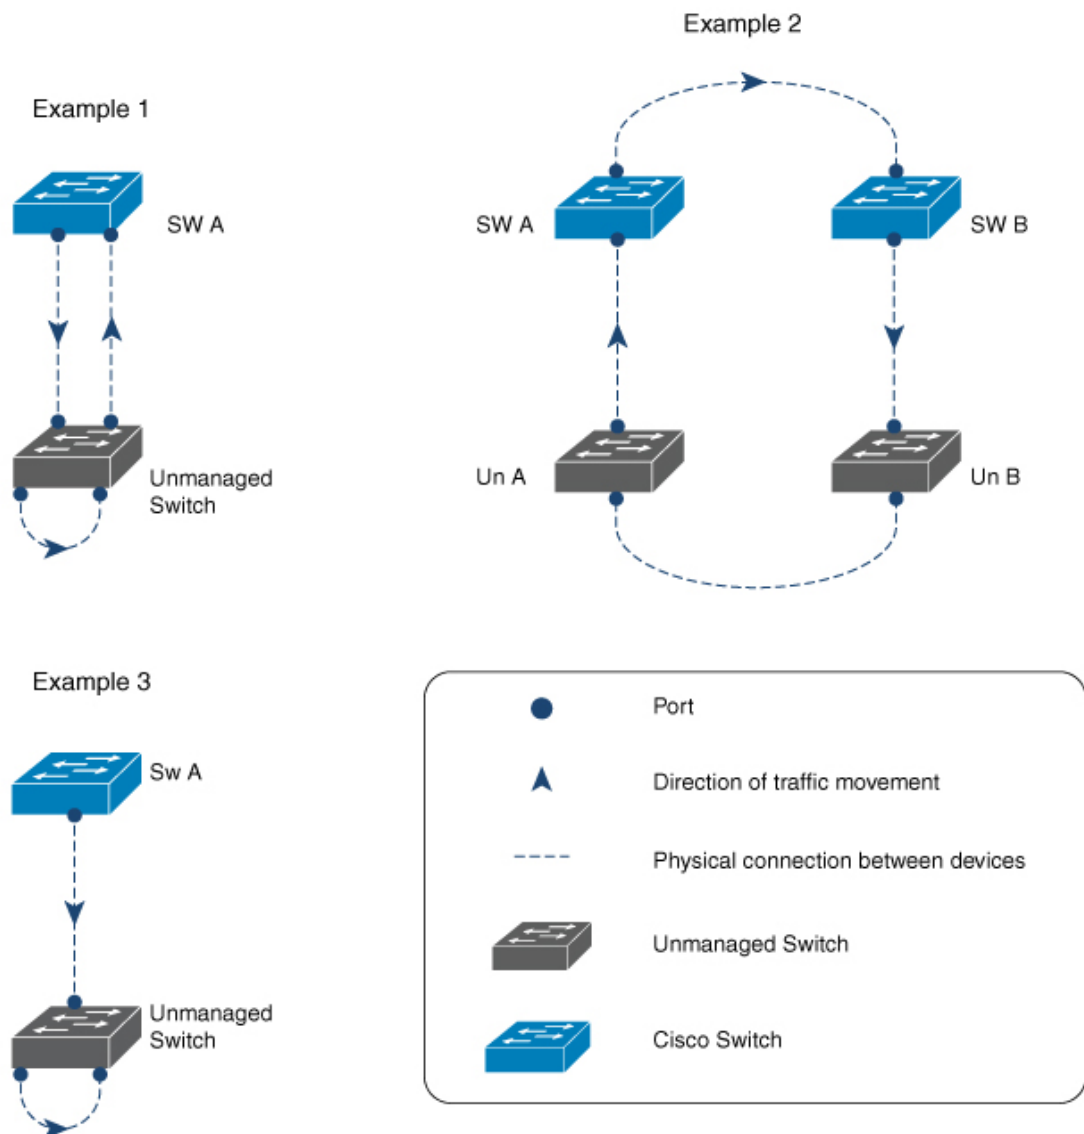 Example 2
Example 1
SW A
SW A
SW B
Unmanaged
Switch
Un A
Un B
Example 3
Sw A
Unmanaged
Switch
Port
Direction of traffic movement
Physical connection between devices
Unmanaged Switch
Cisco Switch